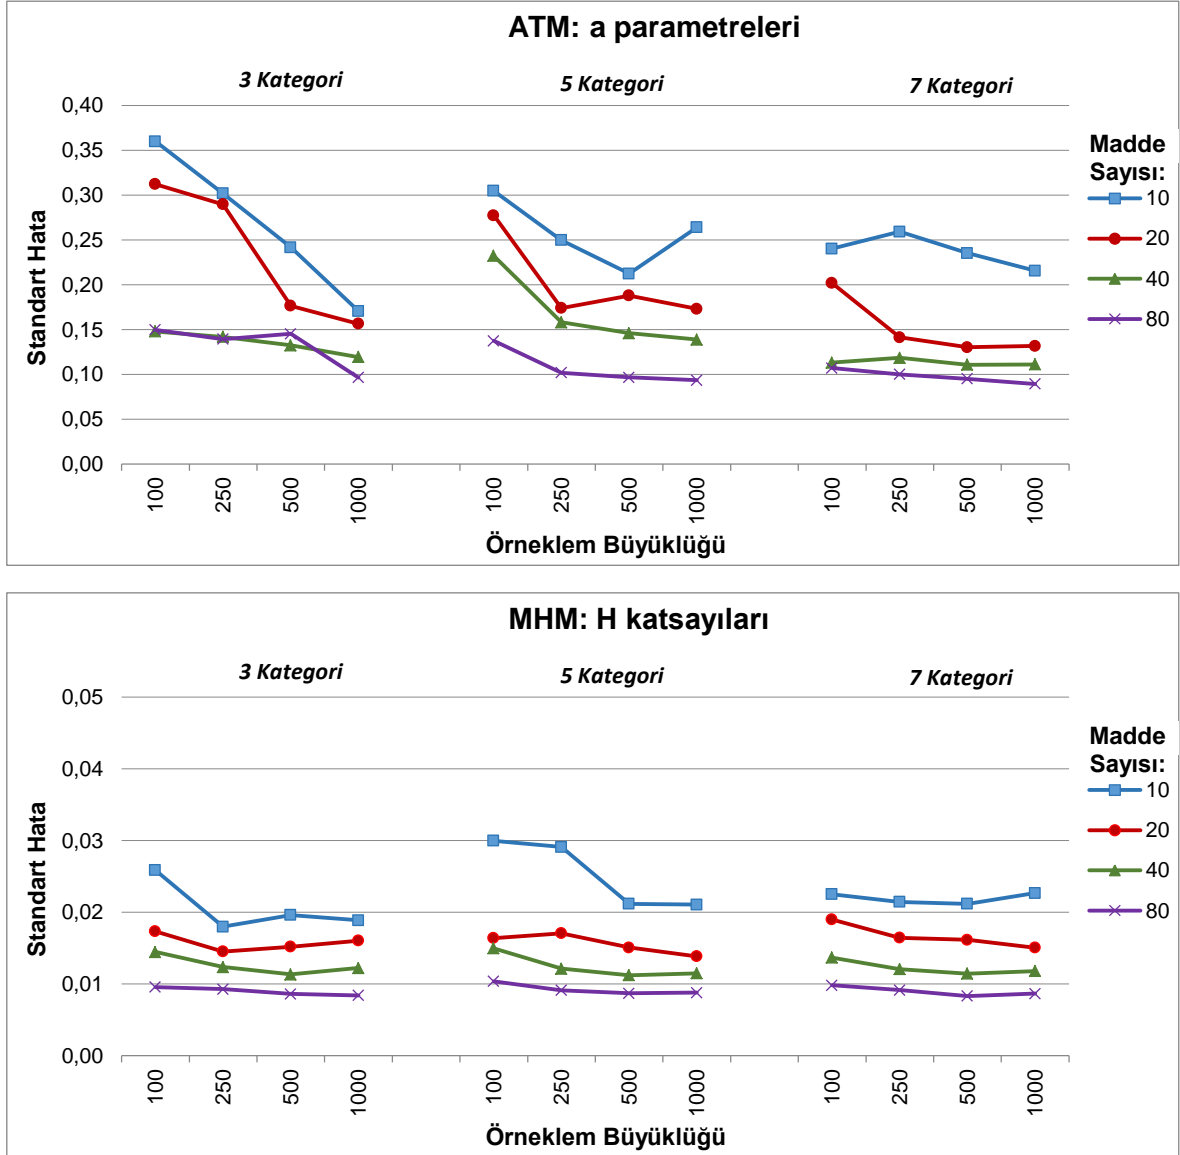 ATM: a parametreleri
3 Kategori
5 Kategori
7 Kategori
0,40
0,35
0,30
0,25
0,20
0,15
0,10
0,05
0,00
Standart Hata
100
250
500
1000
100
250
500
1000
100
250
500
1000
Örneklem Büyüklüğü
Madde
Sayısı:
10
20
40
80
MHM: H katsayıları
3 Kategori
5 Kategori
7 Kategori
0,05
0,04
0,03
0,02
0,01
0,00
Standart Hata
100
250
500
1000
100
250
500
1000
100
250
500
1000
Örneklem Büyüklüğü
Madde
Sayısı:
10
20
40
80